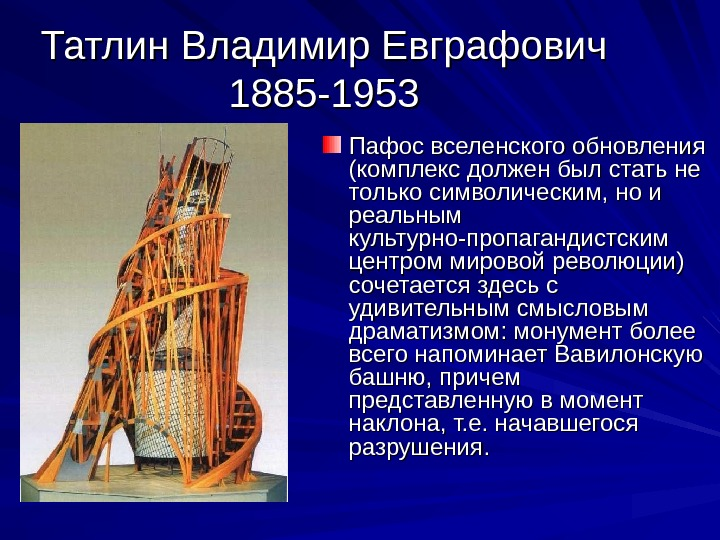 Татлин Владимир Евграфович
1885-1953
Пафос вселенского обновления
(комплекс должен был стать не
только символическим, но и
реальным
культурно-пропагандистским
центром мировой революции)
сочетается здесь с
удивительным смысловым
драматизмом: монумент более
всего напоминает Вавилонскую
башню, причем
представленную в момент
наклона, т.е. начавшегося
разрушения.